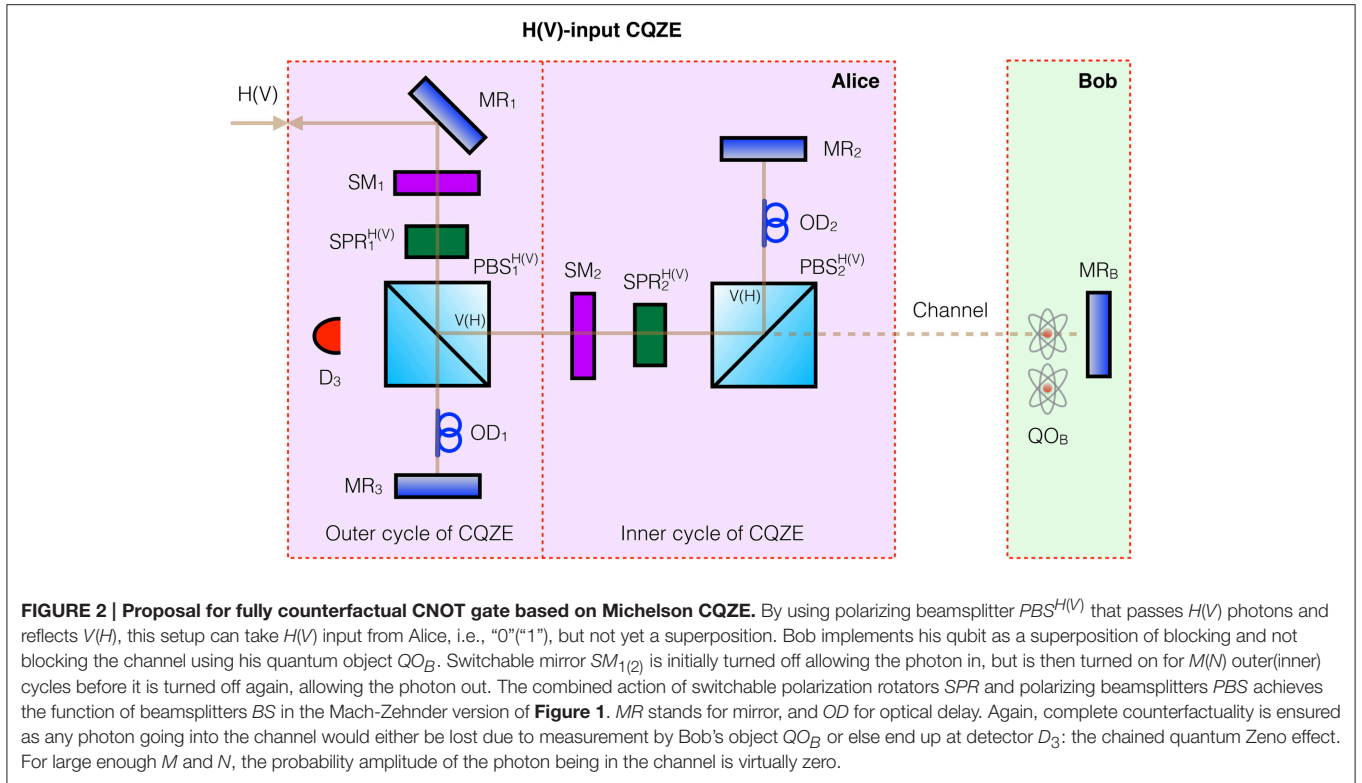 H(V)-input CQZE
Alice
Bob
H(V)
MR₁
MR₂
SM₁
OD₂
SPR₁ᴴ⁽ⱽ⁾
PBS₁ᴴ⁽ⱽ⁾
SM₂
SPR₂ᴴ⁽ⱽ⁾
PBS₂ᴴ⁽ⱽ⁾
MR_B
V(H)
V(H)
Channel
D₃
QO_B
OD₁
MR₃
Outer cycle of CQZE
Inner cycle of CQZE
FIGURE 2 | Proposal for fully counterfactual CNOT gate based on Michelson CQZE. By using polarizing beamsplitter PBSᴴ⁽ⱽ⁾ that passes H(V) photons and
reflects V(H), this setup can take H(V) input from Alice, i.e., “0”(“1”), but not yet a superposition. Bob implements his qubit as a superposition of blocking and not
blocking the channel using his quantum object QO_B. Switchable mirror SM₁₍₂₎ is initially turned off allowing the photon in, but is then turned on for M(N) outer(inner)
cycles before it is turned off again, allowing the photon out. The combined action of switchable polarization rotators SPR and polarizing beamsplitters PBS achieves
the function of beamsplitters BS in the Mach-Zehnder version of Figure 1. MR stands for mirror, and OD for optical delay. Again, complete counterfactuality is ensured
as any photon going into the channel would either be lost due to measurement by Bob’s object QO_B or else end up at detector D₃: the chained quantum Zeno effect.
For large enough M and N, the probability amplitude of the photon being in the channel is virtually zero.